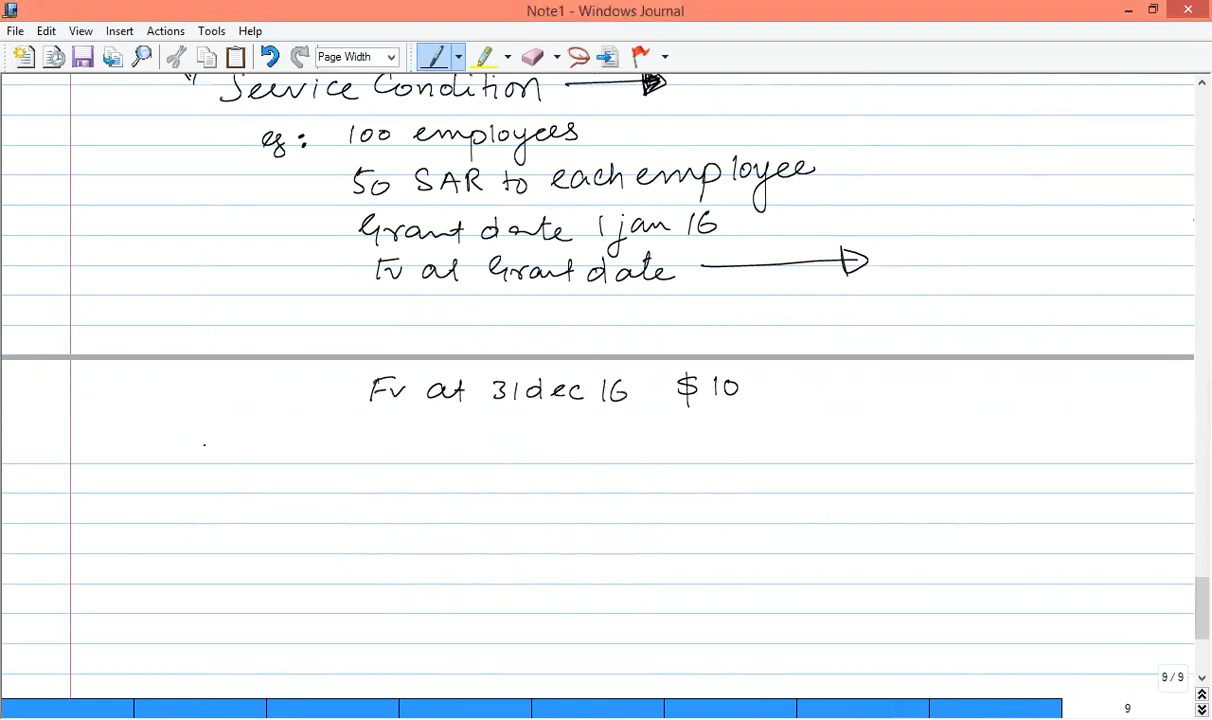 Note1 - Windows Journal
File Edit View Insert Actions Tools Help
Page Width
" Service Condition
eg: 100 employees
50 SAR to each employee
Grant date 1 jan 16
Fv at Grant date
Fv at 31 dec 16 $ 10
9 / 9
9